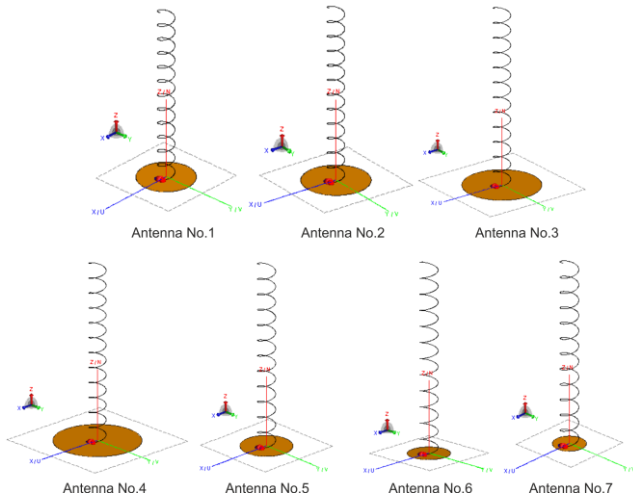 Z/N Z/N Z/N
Z X Y Z X Y Z X Y
X/U Y/V X/U Y/V X/U Y/V
Antenna No.1 Antenna No.2 Antenna No.3
Z/N Z/N Z/N Z/N
Z X Y Z X Y Z X Y Z X Y
X/U Y/V X/U Y/V X/U Y/V X/U Y/V
Antenna No.4 Antenna No.5 Antenna No.6 Antenna No.7